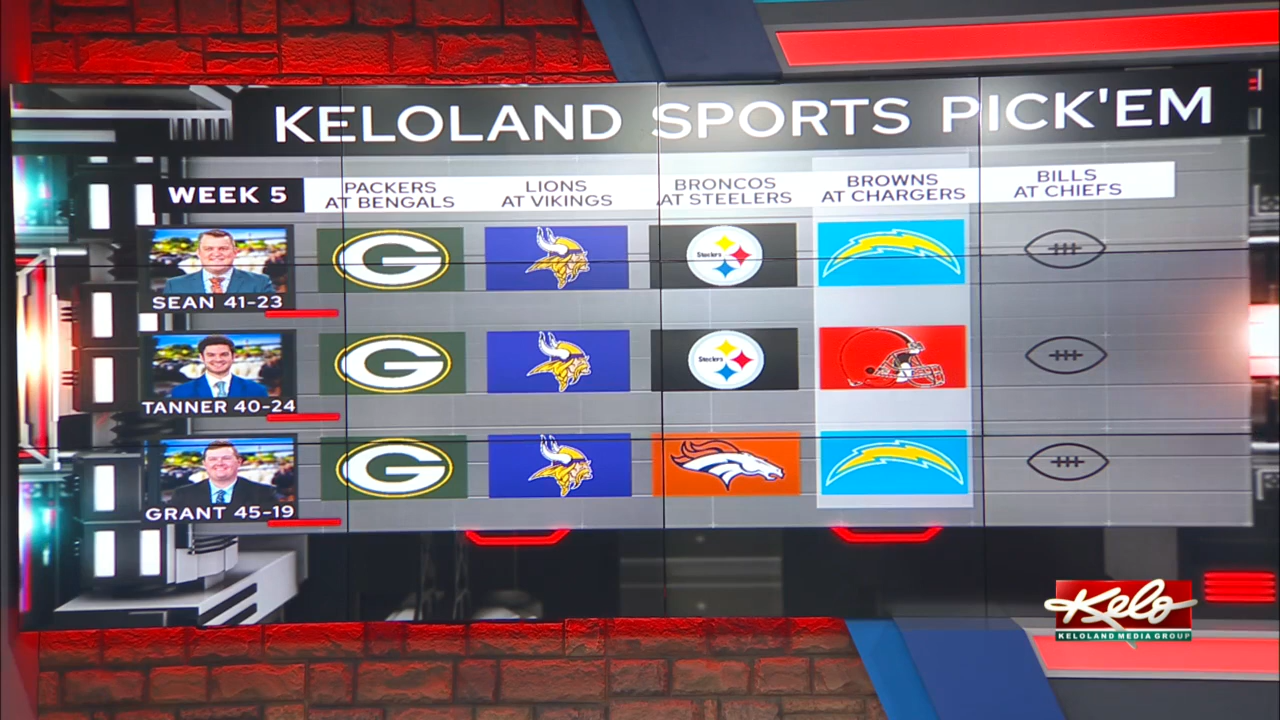 KELOLAND SPORTS PICK'EM
WEEK 5
PACKERS
AT BENGALS
LIONS
AT VIKINGS
BRONCOS
AT STEELERS
BROWNS
AT CHARGERS
BILLS
AT CHIEFS
G
Steelers
SEAN 41-23
G
Steelers
TANNER 40-24
G
GRANT 45-19
Kelo
KELOLAND MEDIA GROUP